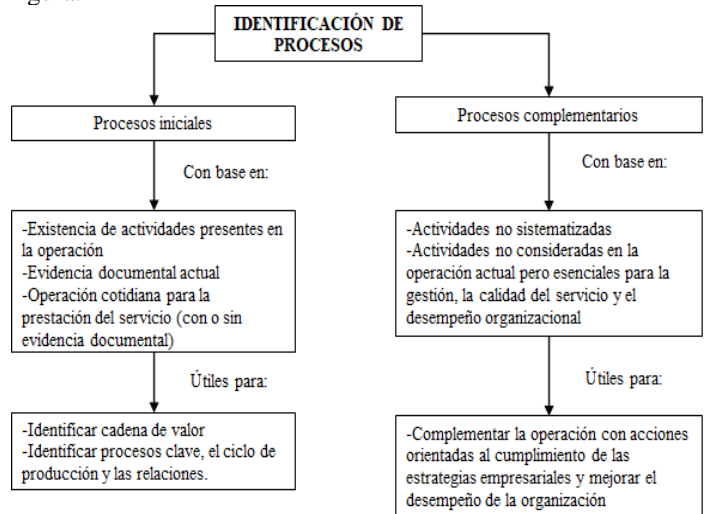 IDENTIFICACIÓN DE
PROCESOS
Procesos iniciales
Con base en:
-Existencia de actividades presentes en
la operación
-Evidencia documental actual
-Operación cotidiana para la
prestación del servicio (con o sin
evidencia documental)
Útiles para:
-Identificar cadena de valor
-Identificar procesos clave, el ciclo de
producción y las relaciones.
Procesos complementarios
Con base en:
-Actividades no sistematizadas
-Actividades no consideradas en la
operación actual pero esenciales para la
gestión, la calidad del servicio y el
desempeño organizacional
Útiles para:
-Complementar la operación con acciones
orientadas al cumplimiento de las
estrategias empresariales y mejorar el
desempeño de la organización